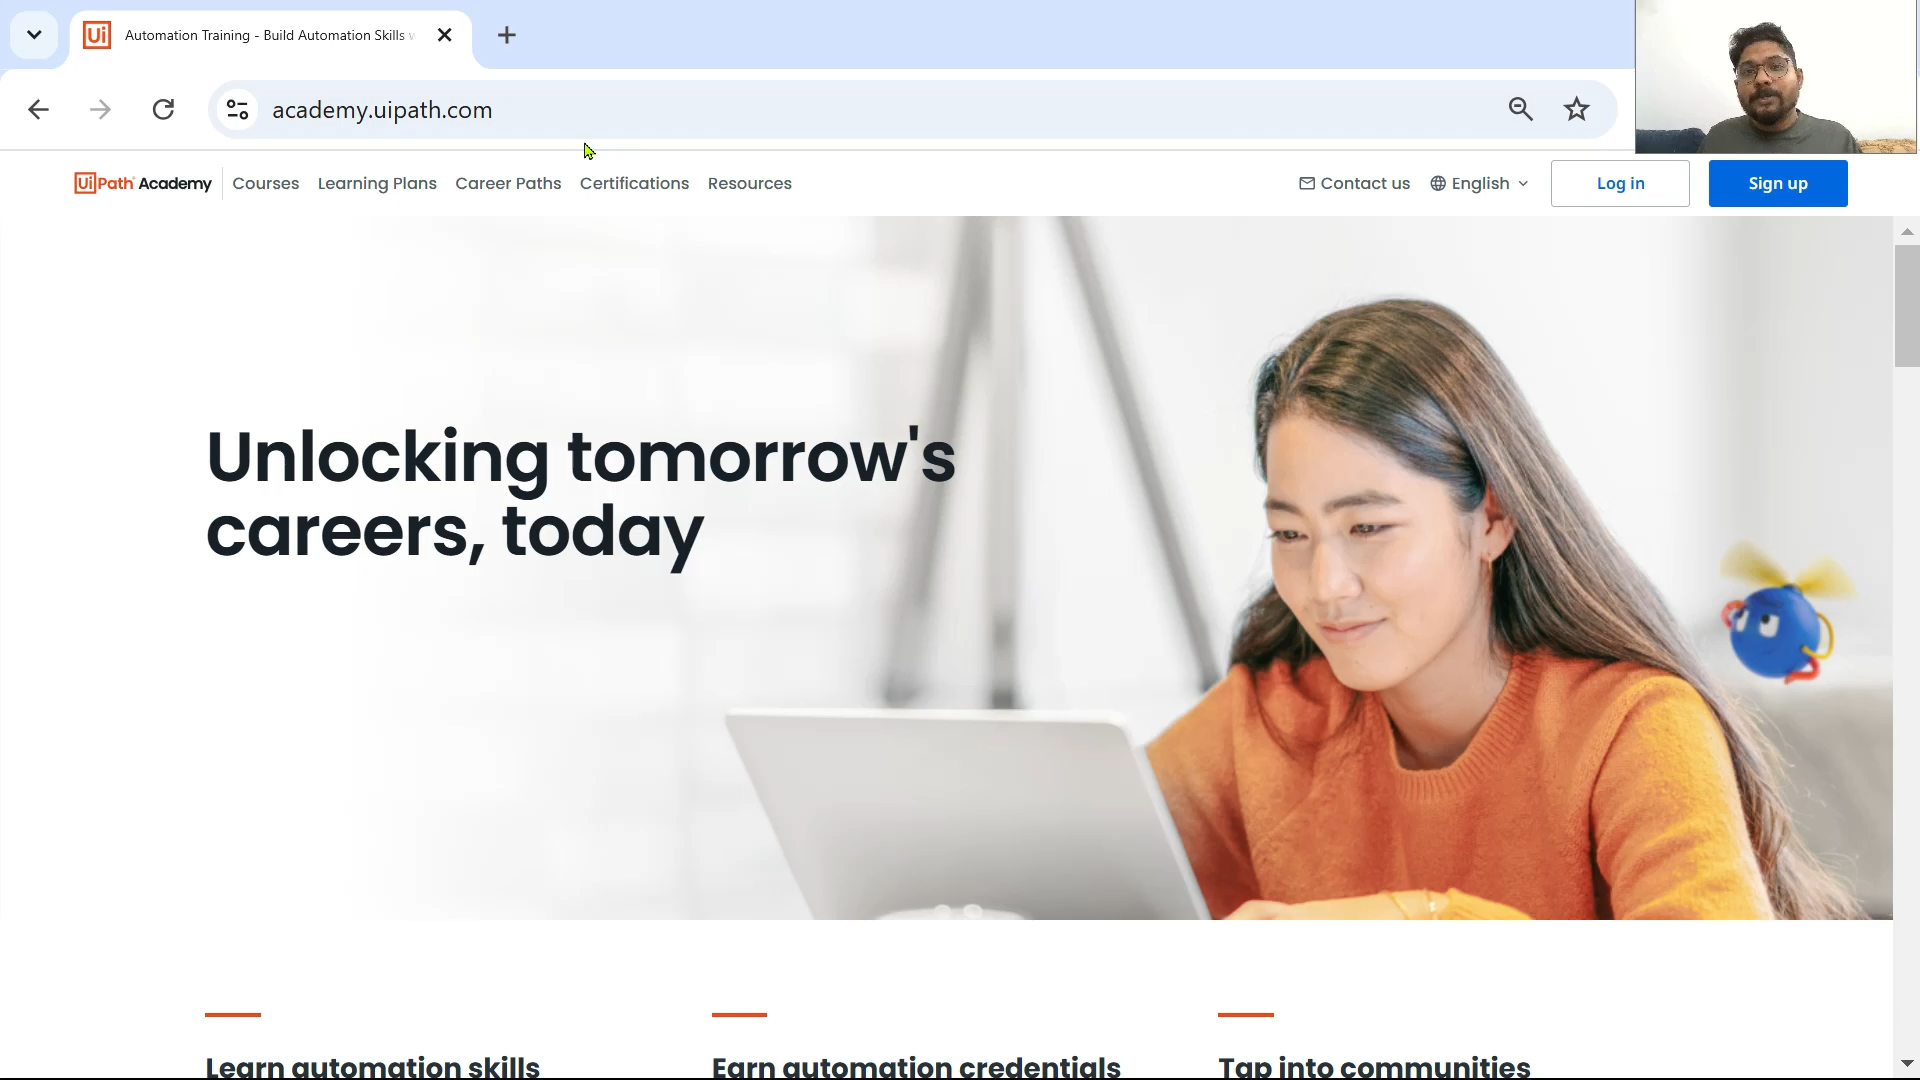 Ui
Automation Training - Build Automation Skills
academy.uipath.com
UiPath Academy
Courses
Learning Plans
Career Paths
Certifications
Resources
Contact us
English
Log in
Sign up
Unlocking tomorrow's
careers, today
Learn automation skills
Earn automation credentials
Tap into communities